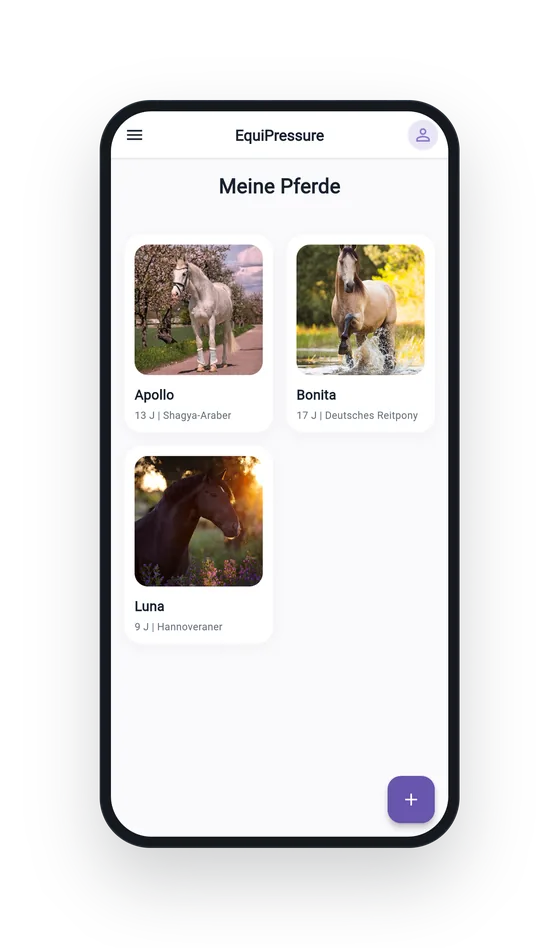 EquiPressure
Meine Pferde
Apollo
13 J | Shagya-Araber
Bonita
17 J | Deutsches Reitpony
Luna
9 J | Hannoveraner